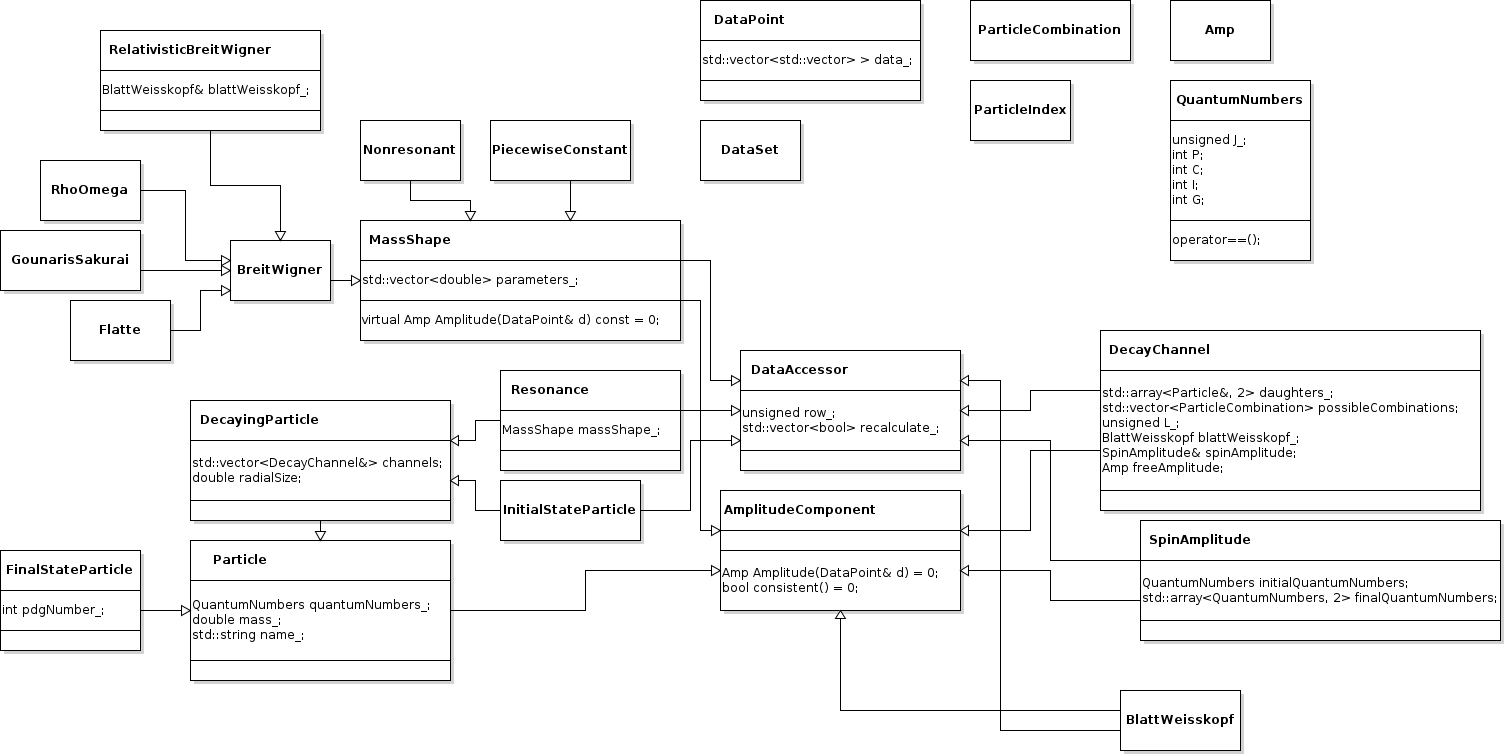 DataPoint
std::vector<std::vector> > data_;
ParticleCombination
Amp
RelativisticBreitWigner
BlattWeisskopf& blattWeisskopf_;
ParticleIndex
QuantumNumbers
unsigned J_;
int P;
int C;
int I;
int G;
operator==();
Nonresonant
PiecewiseConstant
DataSet
RhoOmega
GounarisSakurai
BreitWigner
Flatte
MassShape
std::vector<double> parameters_;
virtual Amp Amplitude(DataPoint& d) const = 0;
DataAccessor
unsigned row_;
std::vector<bool> recalculate_;
DecayChannel
std::array<Particle&, 2> daughters_;
std::vector<ParticleCombination> possibleCombinations;
unsigned L_;
BlattWeisskopf blattWeisskopf_;
SpinAmplitude& spinAmplitude;
Amp freeAmplitude;
Resonance
MassShape massShape_;
DecayingParticle
std::vector<DecayChannel&> channels;
double radialSize;
InitialStateParticle
AmplitudeComponent
Amp Amplitude(DataPoint& d) = 0;
bool consistent() = 0;
SpinAmplitude
QuantumNumbers initialQuantumNumbers;
std::array<QuantumNumbers, 2> finalQuantumNumbers;
FinalStateParticle
int pdgNumber_;
Particle
QuantumNumbers quantumNumbers_;
double mass_;
std::string name_;
BlattWeisskopf